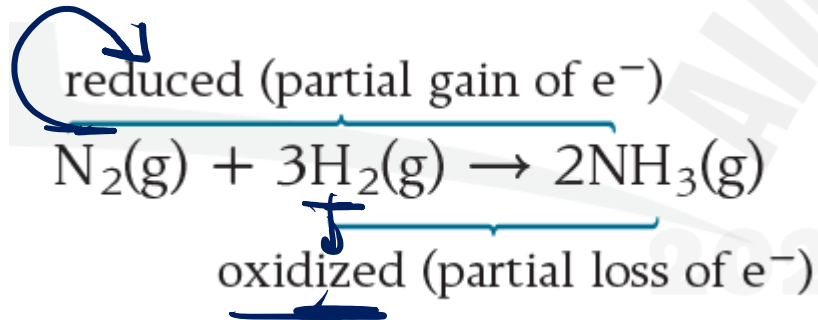 reduced (partial gain of e⁻)
N₂(g) + 3H₂(g) → 2NH₃(g)
oxidized (partial loss of e⁻)